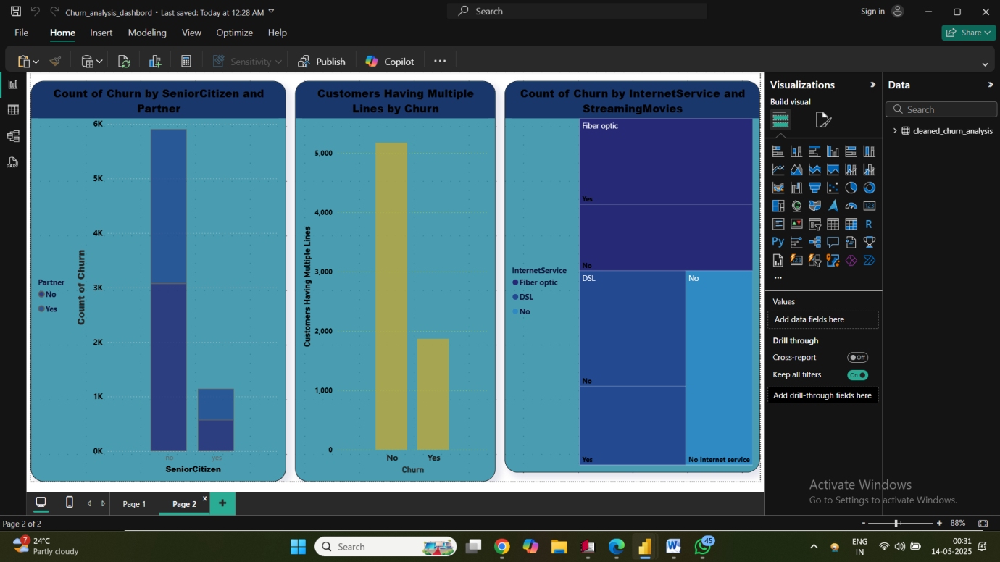 Churn_analysis_dashbord • Last saved: Today at 12:28 AM
Search
Sign in
File
Home
Insert
Modeling
View
Optimize
Help
Share
Sensitivity
Publish
Copilot
Count of Churn by SeniorCitizen and
Partner
6K
5K
4K
3K
2K
1K
0K
Count of Churn
Partner
No
Yes
no
yes
SeniorCitizen
Customers Having Multiple
Lines by Churn
5,000
4,000
3,000
2,000
1,000
0
Customers Having Multiple Lines
No
Yes
Churn
Count of Churn by InternetService and
StreamingMovies
InternetService
Fiber optic
DSL
No
Fiber optic
Yes
No
DSL
No
Yes
No
No internet service
Visualizations
Build visual
123
R
Py
Values
Add data fields here
Drill through
Cross-report
Off
Keep all filters
On
Add drill-through fields here
Data
Search
cleaned_churn_analysis
DAX
Activate Windows
Go to Settings to activate Windows.
Page 1
Page 2
x
+
Page 2 of 2
- + 88%
7
24°C
Partly cloudy
Search
45
ENG
IN
00:31
14-05-2025